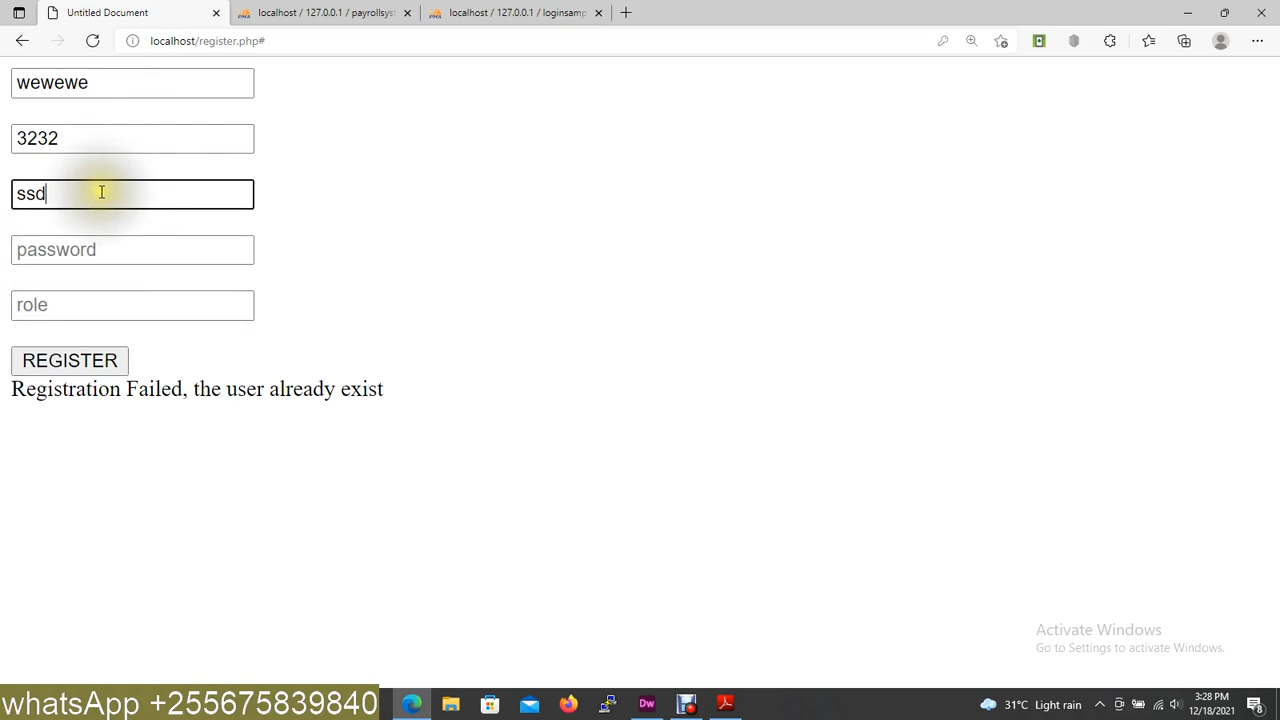 Untitled Document
localhost / 127.0.0.1 / payrollsyst
localhost / 127.0.0.1 / loginsamp
localhost/register.php#
wewewe
3232
ssd
password
role
REGISTER
Registration Failed, the user already exist
Activate Windows
Go to Settings to activate Windows.
whatsApp +255675839840
Dw
31°C Light rain
3:28 PM
12/18/2021
8